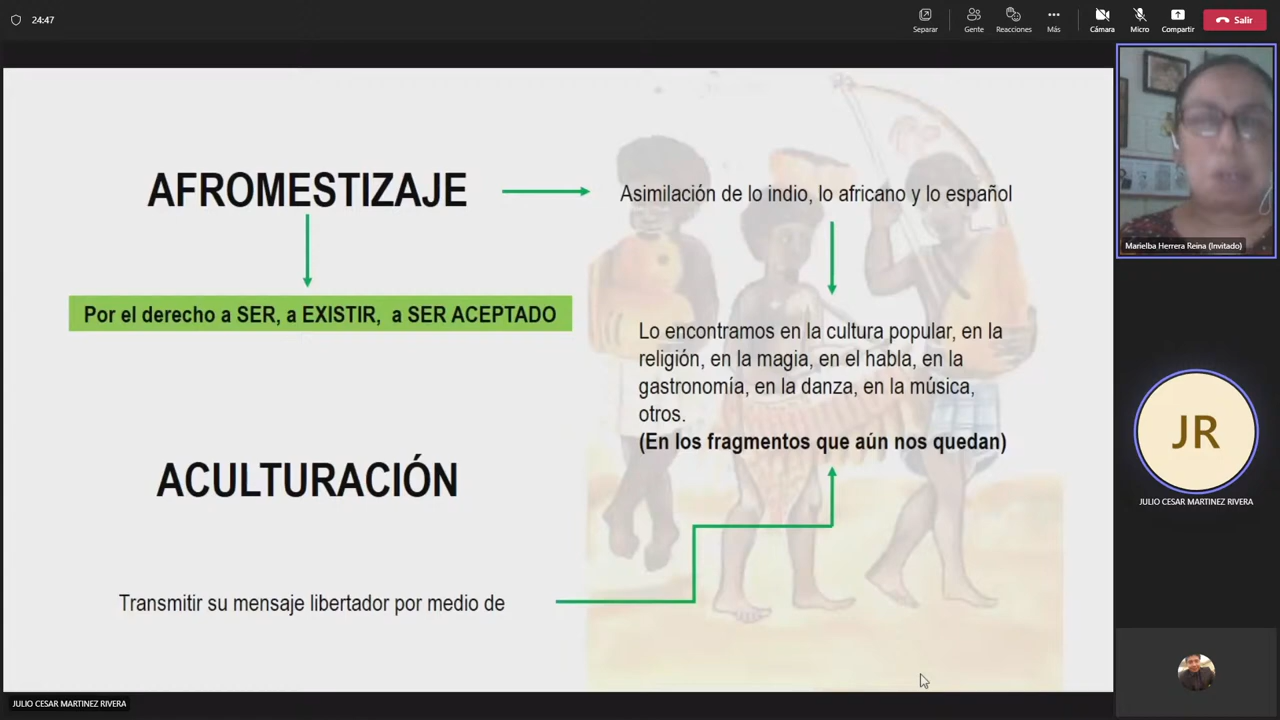 24:47
Separar
Gente
Reacciones
Más
Cámara
Micro
Compartir
Salir
AFROMESTIZAJE
Asimilación de lo indio, lo africano y lo español
Por el derecho a SER, a EXISTIR, a SER ACEPTADO
Lo encontramos en la cultura popular, en la
religión, en la magia, en el habla, en la
gastronomía, en la danza, en la música,
otros.
(En los fragmentos que aún nos quedan)
ACULTURACIÓN
Transmitir su mensaje libertador por medio de
Marielba Herrera Reina (Invitado)
JR
JULIO CESAR MARTINEZ RIVERA
JULIO CESAR MARTINEZ RIVERA